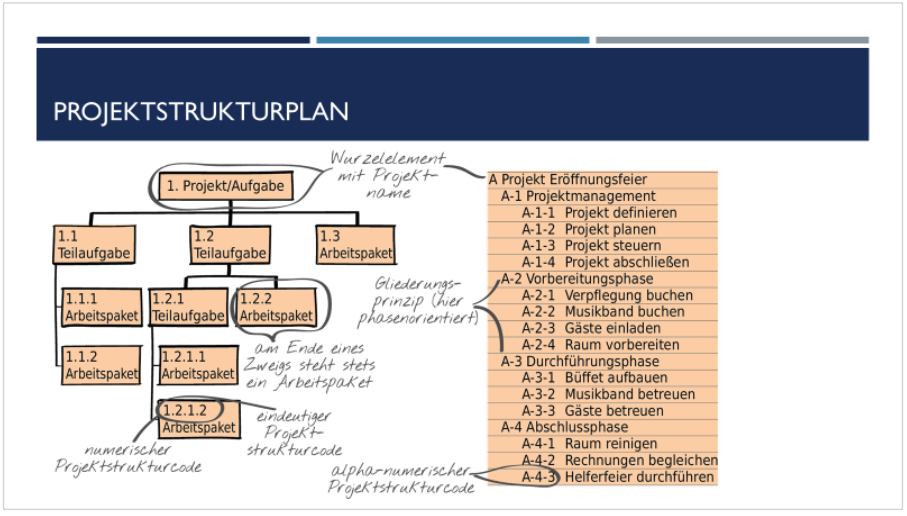 PROJEKTSTRUKTURPLAN
Wurzelelement
mit Projekt-
name
1. Projekt/Aufgabe
1.1
Teilaufgabe
1.2
Teilaufgabe
1.3
Arbeitspaket
1.1.1
Arbeitspaket
1.2.1
Teilaufgabe
1.2.2
Arbeitspaket
1.1.2
Arbeitspaket
1.2.1.1
Arbeitspaket
1.2.1.2
Arbeitspaket
am Ende eines
Zweigs steht stets
ein Arbeitspaket
numerischer
Projektstrukturcode
eindeutiger
Projekt-
strukturcode
Gliederungs-
prinzip (hier
phasenorientiert)
alpha-numerischer
Projektstrukturcode
A Projekt Eröffnungsfeier
A-1 Projektmanagement
A-1-1 Projekt definieren
A-1-2 Projekt planen
A-1-3 Projekt steuern
A-1-4 Projekt abschließen
A-2 Vorbereitungsphase
A-2-1 Verpflegung buchen
A-2-2 Musikband buchen
A-2-3 Gäste einladen
A-2-4 Raum vorbereiten
A-3 Durchführungsphase
A-3-1 Büffet aufbauen
A-3-2 Musikband betreuen
A-3-3 Gäste betreuen
A-4 Abschlussphase
A-4-1 Raum reinigen
A-4-2 Rechnungen begleichen
A-4-3 Helferfeier durchführen